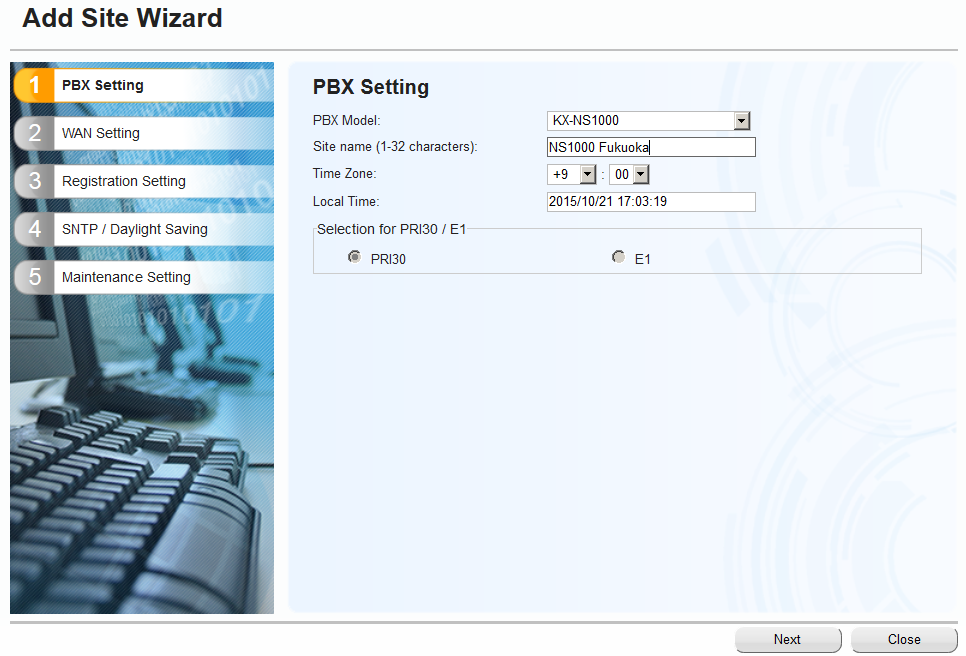 Add Site Wizard
1 PBX Setting
2 WAN Setting
3 Registration Setting
4 SNTP / Daylight Saving
5 Maintenance Setting
PBX Setting
PBX Model: KX-NS1000
Site name (1-32 characters): NS1000 Fukuoka
Time Zone: +9 : 00
Local Time: 2015/10/21 17:03:19
Selection for PRI30 / E1
PRI30 E1
Next Close